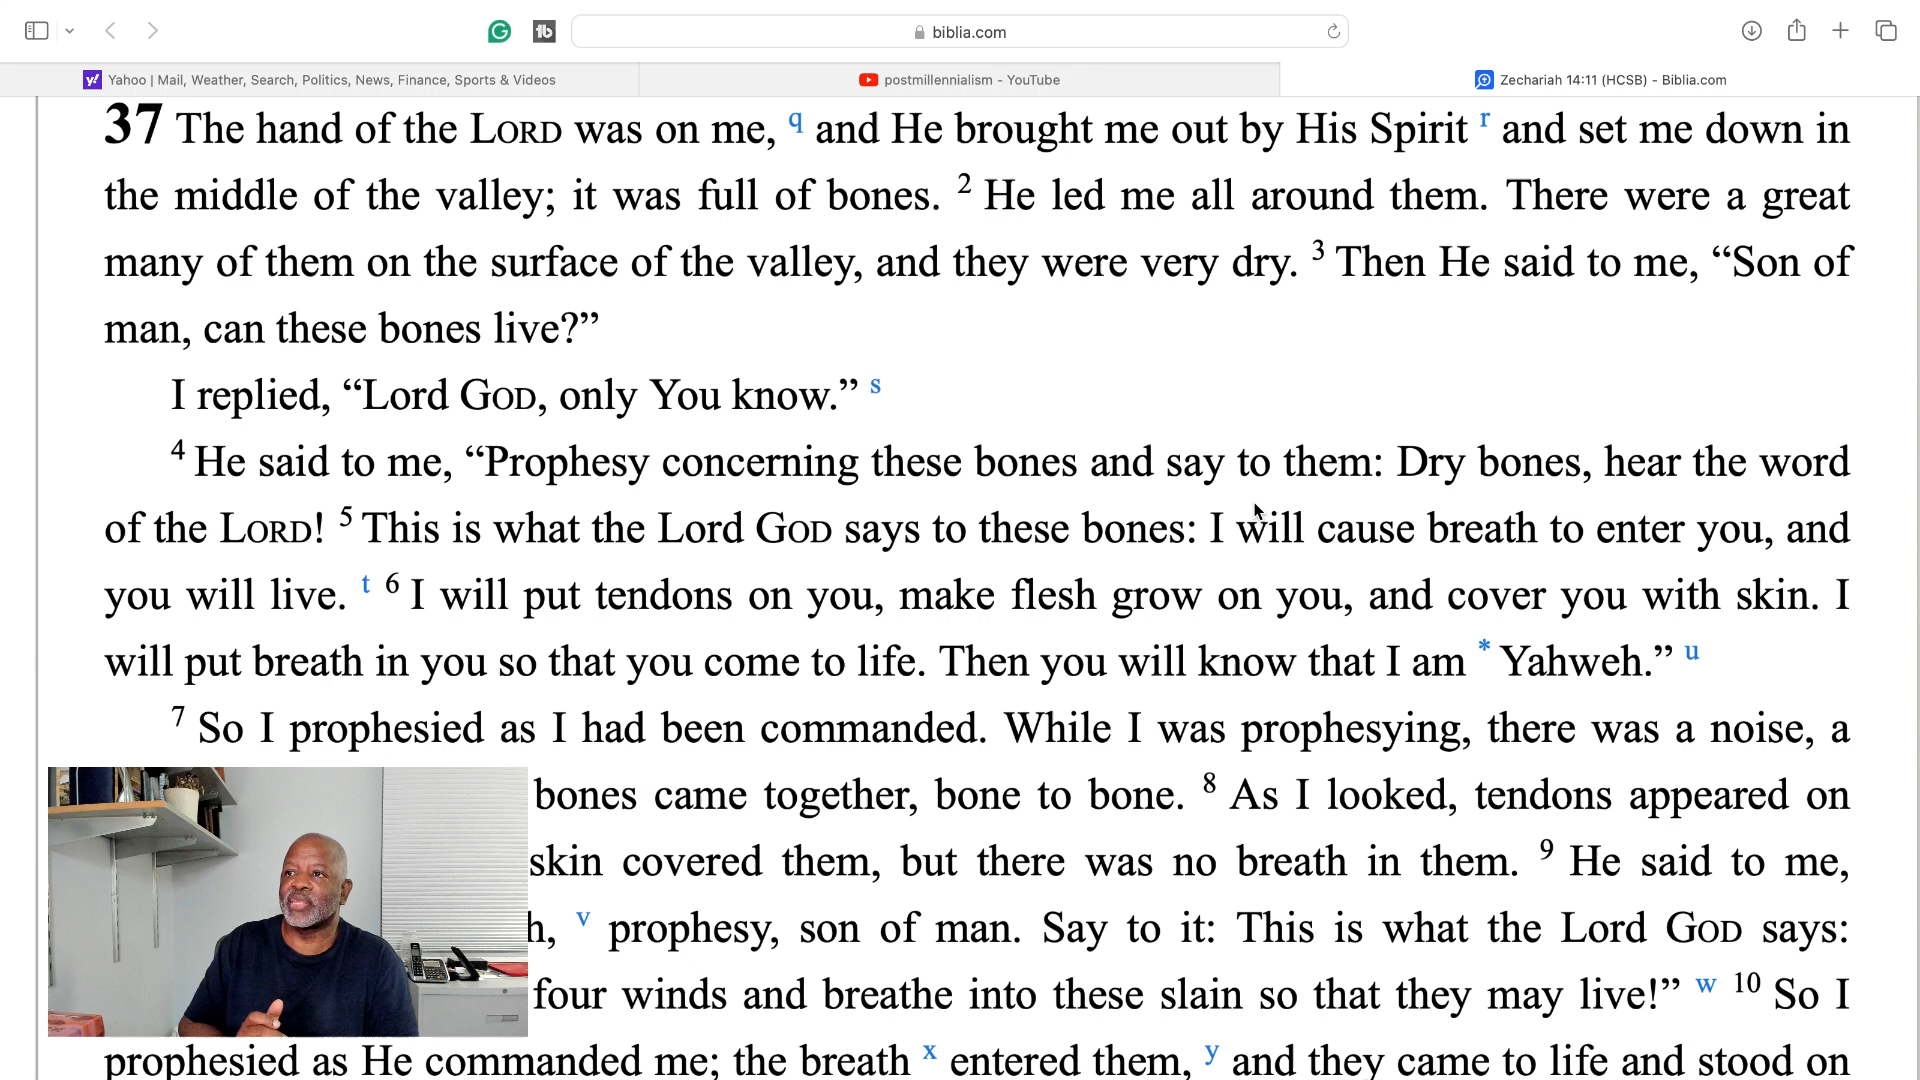 biblia.com
Yahoo | Mail, Weather, Search, Politics, News, Finance, Sports & Videos
postmillennialism - YouTube
Zechariah 14:11 (HCSB) - Biblia.com
37 The hand of the LORD was on me, q and He brought me out by His Spirit r and set me down in
the middle of the valley; it was full of bones. 2 He led me all around them. There were a great
many of them on the surface of the valley, and they were very dry. 3 Then He said to me, “Son of
man, can these bones live?”
I replied, “Lord GOD, only You know.” s
4 He said to me, “Prophesy concerning these bones and say to them: Dry bones, hear the word
of the LORD! 5 This is what the Lord GOD says to these bones: I will cause breath to enter you, and
you will live. t 6 I will put tendons on you, make flesh grow on you, and cover you with skin. I
will put breath in you so that you come to life. Then you will know that I am * Yahweh.” u
7 So I prophesied as I had been commanded. While I was prophesying, there was a noise, a
bones came together, bone to bone. 8 As I looked, tendons appeared on
skin covered them, but there was no breath in them. 9 He said to me,
h, v prophesy, son of man. Say to it: This is what the Lord GOD says:
four winds and breathe into these slain so that they may live!” w 10 So I
prophesied as He commanded me; the breath x entered them, y and they came to life and stood on